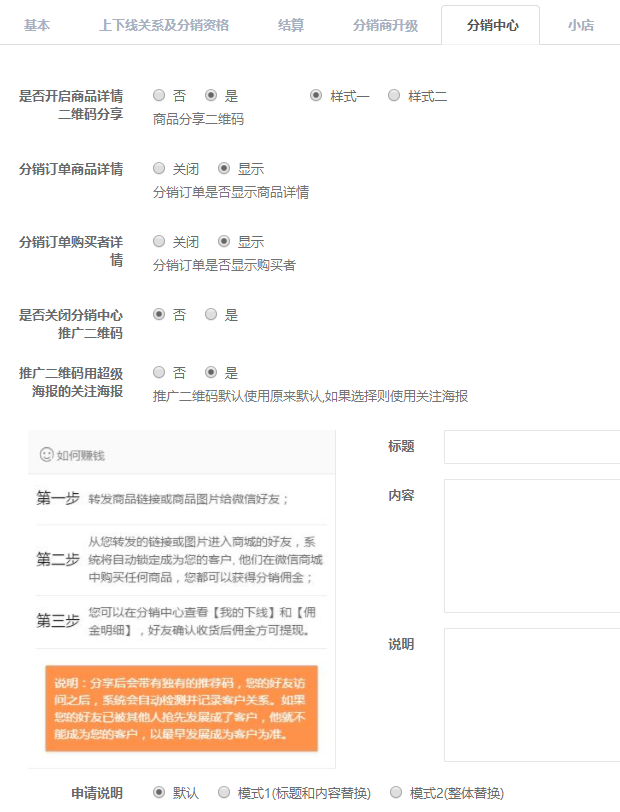 基本 上下线关系及分销资格 结算 分销商升级 分销中心 小店
是否开启商品详情 否 是 样式一 样式二
二维码分享 商品分享二维码
分销订单商品详情 关闭 显示
分销订单是否显示商品详情
分销订单购买者详 关闭 显示
情 分销订单是否显示购买者
是否关闭分销中心 否 是
推广二维码
推广二维码用超级 否 是
海报的关注海报 推广二维码默认使用原来默认,如果选择则使用关注海报
如何赚钱
第一步 转发商品链接或商品图片给微信好友；
从您转发的链接或图片进入商城的好友，系
第二步 统将自动锁定成为您的客户, 他们在微信商城
中购买任何商品，您都可以获得分销佣金；
您可以在分销中心查看【我的下线】和【佣
第三步 金明细】，好友确认收货后佣金方可提现。
说明：分享后会带有独有的推荐码，您的好友访
问之后，系统会自动检测并记录客户关系。如果
您的好友已被其他人抢先发展成了客户，他就不
能成为您的客户，以最早发展成为客户为准。
标题
内容
说明
申请说明 默认 模式1(标题和内容替换) 模式2(整体替换)